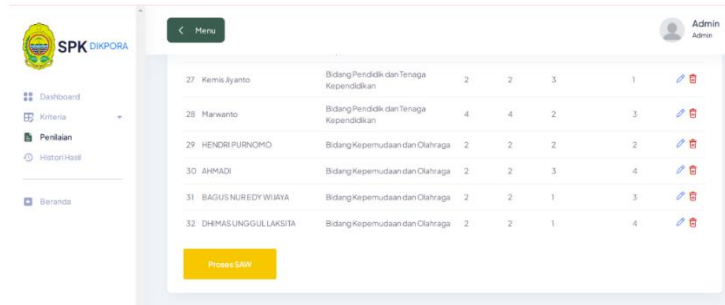 SPK DIKPORA
Menu
Admin
Admin
Dashboard
Kriteria
Penilaian
Histori Hasil
Beranda
27 Kemis Jiyanto Bidang Pendidik dan Tenaga Kependidikan 2 2 3 1
28 Marwanto Bidang Pendidik dan Tenaga Kependidikan 4 4 2 3
29 HENDRI PURNOMO Bidang Kepemudaan dan Olahraga 2 2 2 2
30 AHMADI Bidang Kepemudaan dan Olahraga 2 2 3 4
31 BAGUS NUR EDY WIJAYA Bidang Kepemudaan dan Olahraga 2 2 1 3
32 DHIMAS UNGGUL LAKSITA Bidang Kepemudaan dan Olahraga 2 2 1 4
Proses SAW